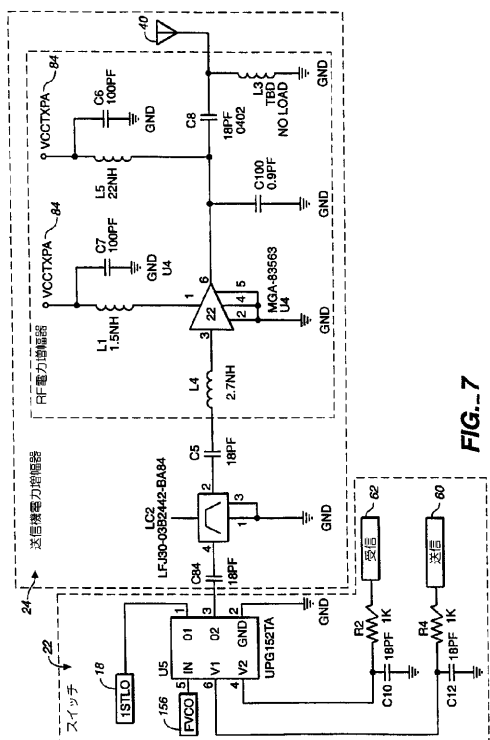 24
送信機電力増幅器
RF電力増幅器
VCCTXPA
84
C7
100PF
GND
U4
L1
1.5NH
VCCTXPA
84
C6
100PF
GND
L5
22NH
40
C8
18PF
0402
L3
TBD
NO LOAD
GND
C100
0.9PF
GND
L4
2.7NH
3
22
1
6
2
4
5
MGA-83563
U4
GND
C5
18PF
LC2
LFJ30-03B2442-BA84
4
2
1
3
GND
C84
18PF
22
スイッチ
18
1STLO
156
FVCO
U5
5
IN
6
V1
4
V2
O1
1
O2
3
GND
2
UPG152TA
GND
R2
1K
受信
62
C10
18PF
GND
R4
1K
送信
60
C12
18PF
GND
FIG._7